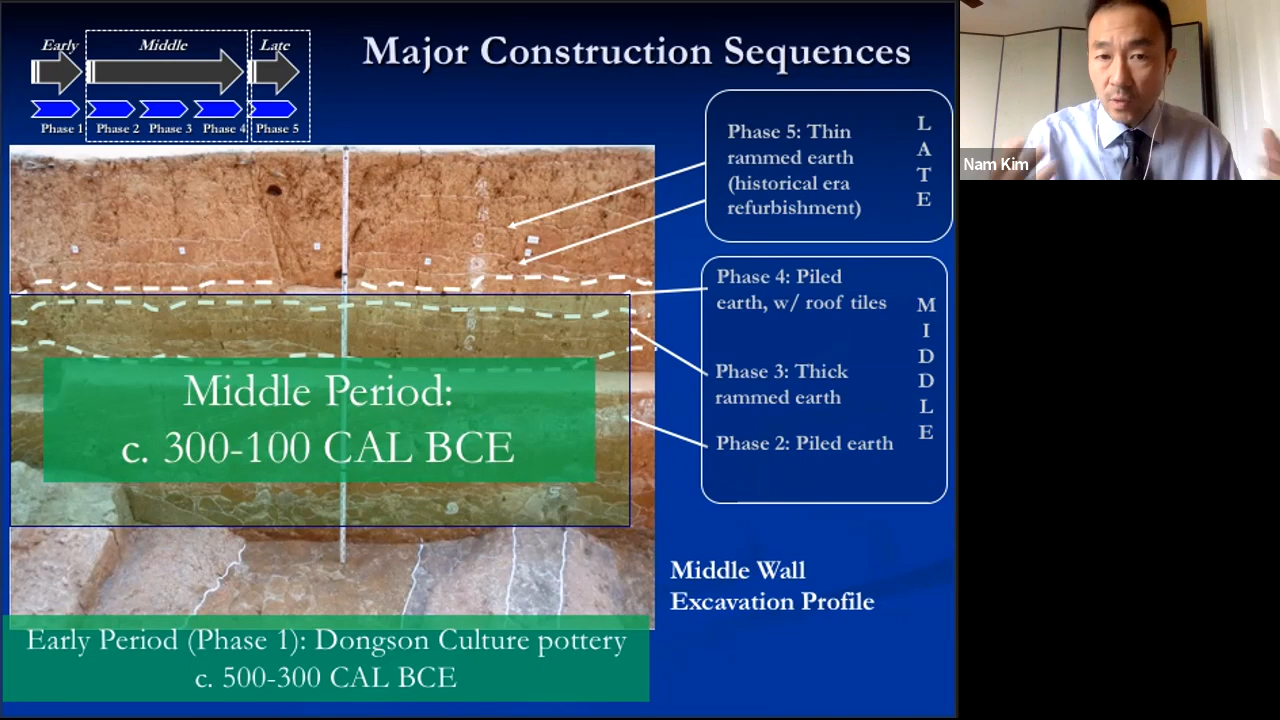 Early Middle Late
Phase 1 Phase 2 Phase 3 Phase 4 Phase 5
Major Construction Sequences
Phase 5: Thin
rammed earth
(historical era
refurbishment)
L
A
T
E
Phase 4: Piled
earth, w/ roof tiles
Phase 3: Thick
rammed earth
Phase 2: Piled earth
M
I
D
D
L
E
Middle Period:
c. 300-100 CAL BCE
Middle Wall
Excavation Profile
Early Period (Phase 1): Dongson Culture pottery
c. 500-300 CAL BCE
Nam Kim